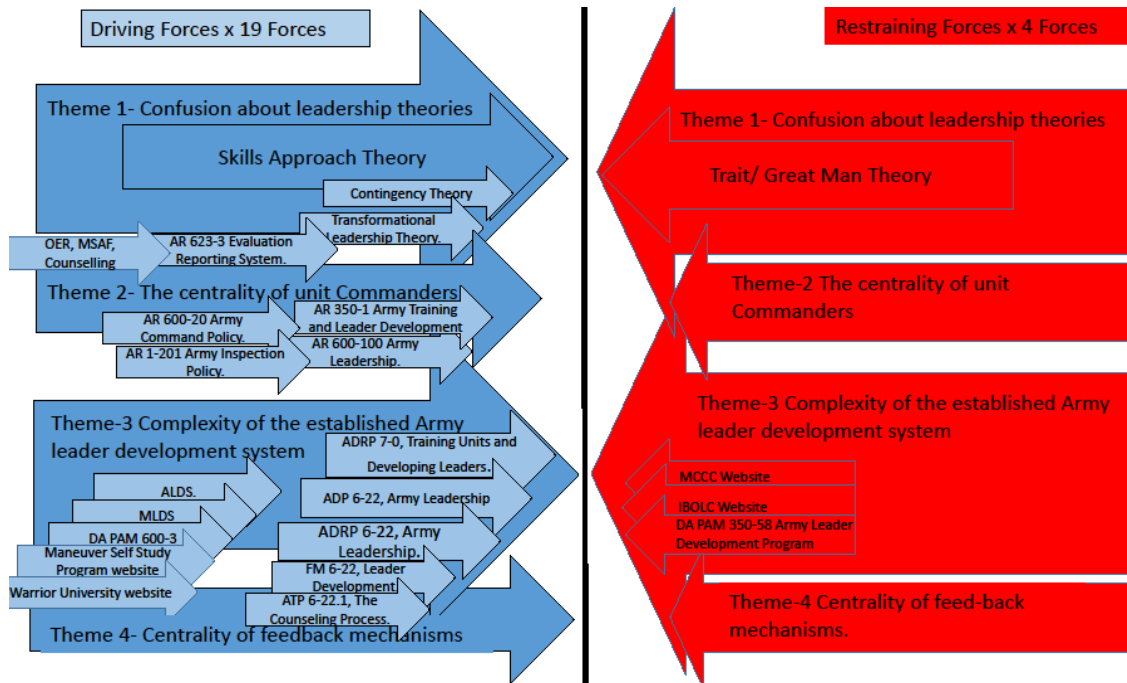 Driving Forces x 19 Forces
Theme 1- Confusion about leadership theories
Skills Approach Theory
Contingency Theory
Transformational
Leadership Theory.
OER, MSAF,
Counselling
AR 623-3 Evaluation
Reporting System.
Theme 2- The centrality of unit Commanders
AR 600-20 Army
Command Policy.
AR 350-1 Army Training
and Leader Development
AR 1-201 Army Inspection
Policy.
AR 600-100 Army
Leadership.
Theme-3 Complexity of the established Army
leader development system
ADRP 7-0, Training Units and
Developing Leaders.
ALDS.
ADP 6-22, Army Leadership
MLDS
DA PAM 600-3
ADRP 6-22, Army
Leadership.
Maneuver Self Study
Program website
FM 6-22, Leader
Development
Warrior University website
ATP 6-22.1, The
Counseling Process.
Theme 4- Centrality of feedback mechanisms
Restraining Forces x 4 Forces
Theme 1- Confusion about leadership theories
Trait/ Great Man Theory
Theme-2 The centrality of unit
Commanders
Theme-3 Complexity of the established Army
leader development system
MCCC Website
IBOLC Website
DA PAM 350-58 Army Leader
Development Program
Theme-4 Centrality of feed-back
mechanisms.